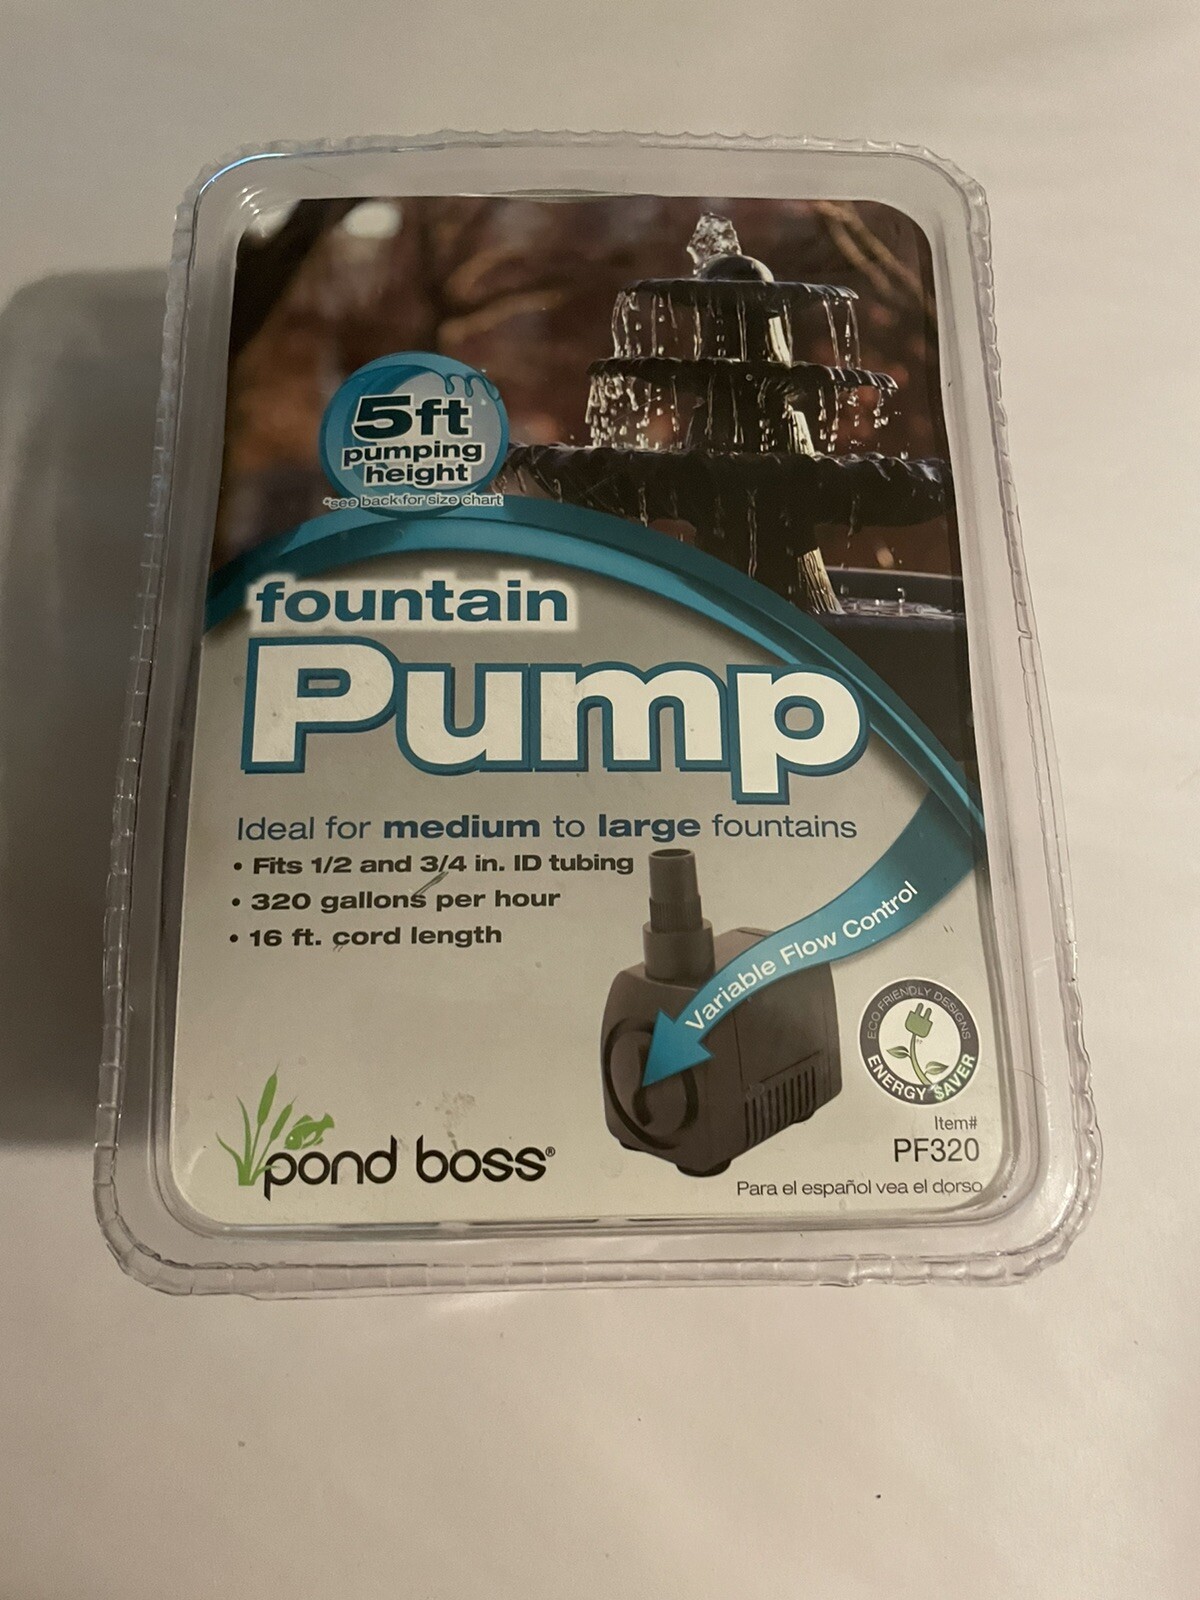 5ft
pumping
height
*see back for size chart
fountain
Pump
Ideal for medium to large fountains
• Fits 1/2 and 3/4 in. ID tubing
• 320 gallons per hour
• 16 ft. cord length
Variable Flow Control
ECO FRIENDLY DESIGNS
ENERGY $AVER
pond boss®
Item#
PF320
Para el español vea el dorso